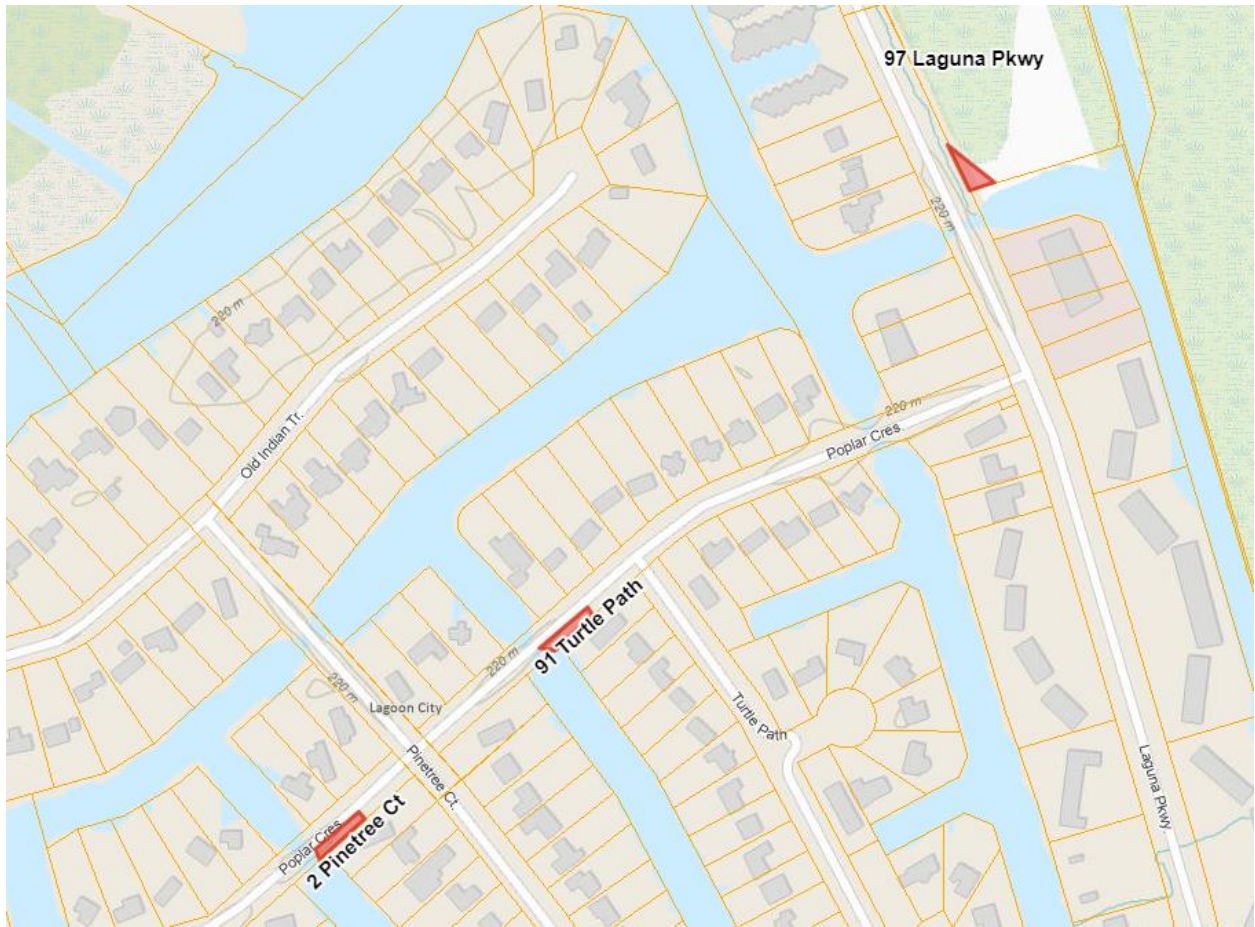 97 Laguna Pkwy
220 m
220 m
220 m
Poplar Cres
Old Indian Tr.
91 Turtle Path
220 m
220 m
Lagoon City
Turtle Path
Pinetree Ct.
Laguna Pkwy.
Poplar Cres
2 Pinetree Ct